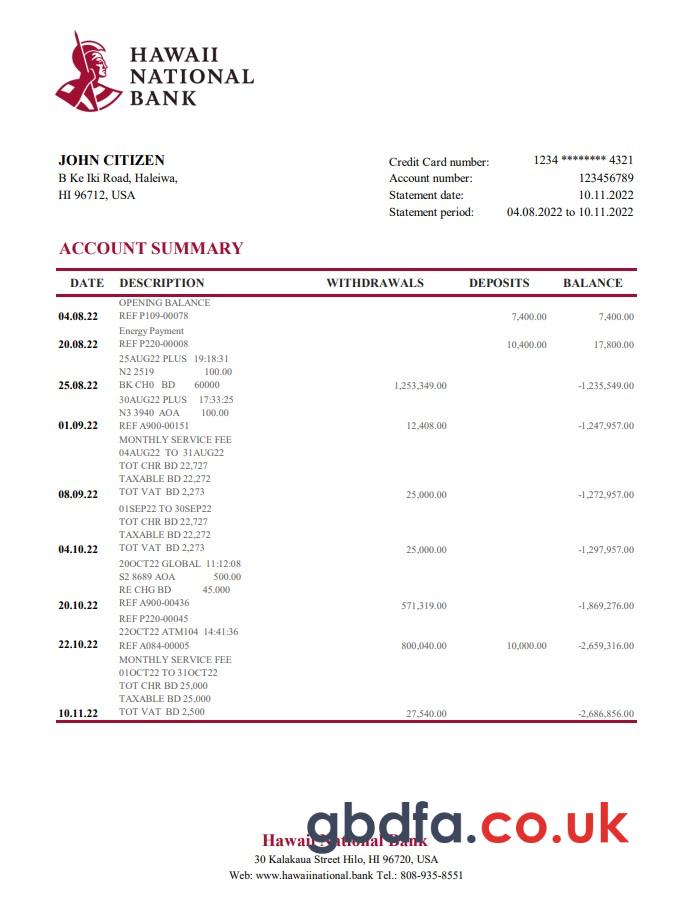 HAWAII
NATIONAL
BANK
JOHN CITIZEN
B Ke Iki Road, Haleiwa,
HI 96712, USA
Credit Card number: 1234 ******** 4321
Account number: 123456789
Statement date: 10.11.2022
Statement period: 04.08.2022 to 10.11.2022
ACCOUNT SUMMARY
DATE DESCRIPTION WITHDRAWALS DEPOSITS BALANCE
OPENING BALANCE
04.08.22 REF P109-00078 7,400.00 7,400.00
Energy Payment
20.08.22 REF P220-00008 10,400.00 17,800.00
25AUG22 PLUS 19:18:31
N2 2519 100.00
25.08.22 BK CH0 BD 60000 1,253,349.00 -1,235,549.00
30AUG22 PLUS 17:33:25
N3 3940 AOA 100.00
01.09.22 REF A900-00151 12,408.00 -1,247,957.00
MONTHLY SERVICE FEE
04AUG22 TO 31AUG22
TOT CHR BD 22,727
TAXABLE BD 22,272
08.09.22 TOT VAT BD 2,273 25,000.00 -1,272,957.00
01SEP22 TO 30SEP22
TOT CHR BD 22,727
TAXABLE BD 22,272
04.10.22 TOT VAT BD 2,273 25,000.00 -1,297,957.00
20OCT22 GLOBAL 11:12:08
S2 8689 AOA 500.00
RE CHG BD 45.000
20.10.22 REF A900-00436 571,319.00 -1,869,276.00
REF P220-00045
22OCT22 ATM104 14:41:36
22.10.22 REF A084-00005 800,040.00 10,000.00 -2,659,316.00
MONTHLY SERVICE FEE
01OCT22 TO 31OCT22
TOT CHR BD 25,000
TAXABLE BD 25,000
10.11.22 TOT VAT BD 2,500 27,540.00 -2,686,856.00
gbdfa.co.uk
Hawaii National Bank
30 Kalakaua Street Hilo, HI 96720, USA
Web: www.hawaiinational.bank Tel.: 808-935-8551